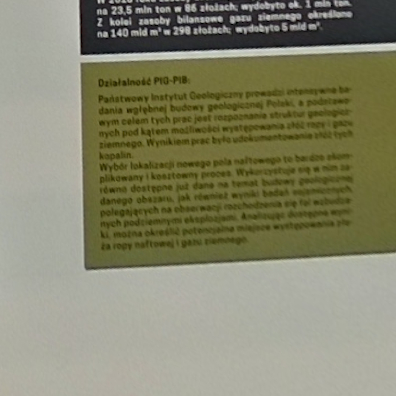 W 2018
na 23,5 mln ton w 86 złożach; wydobyto ok. 1 mln ton.
Z kolei zasoby bilansowe gazu ziemnego określono
na 140 mld m³ w 298 złożach; wydobyto 5 mld m³.
Działalność PIG-PIB:
Państwowy Instytut Geologiczny prowadzi intensywne ba-
dania wgłębnej budowy geologicznej Polski, a podstawo-
wym celem tych prac jest rozpoznanie struktur geologicz-
nych pod kątem możliwości występowania złóż ropy i gazu
ziemnego. Wynikiem prac było udokumentowanie złóż tych
kopalin.
Wybór lokalizacji nowego pola naftowego to bardzo skom-
plikowany i kosztowny proces. Wykorzystuje się w nim za-
równo dostępne już dane na temat budowy geologicznej
danego obszaru, jak również wyniki badań sejsmicznych,
polegających na obserwacji rozchodzenia się fal wzbudza-
nych podziemnymi eksplozjami. Analizując dostępne wyni-
ki, można określić potencjalne miejsce występowania zło-
ża ropy naftowej i gazu ziemnego.